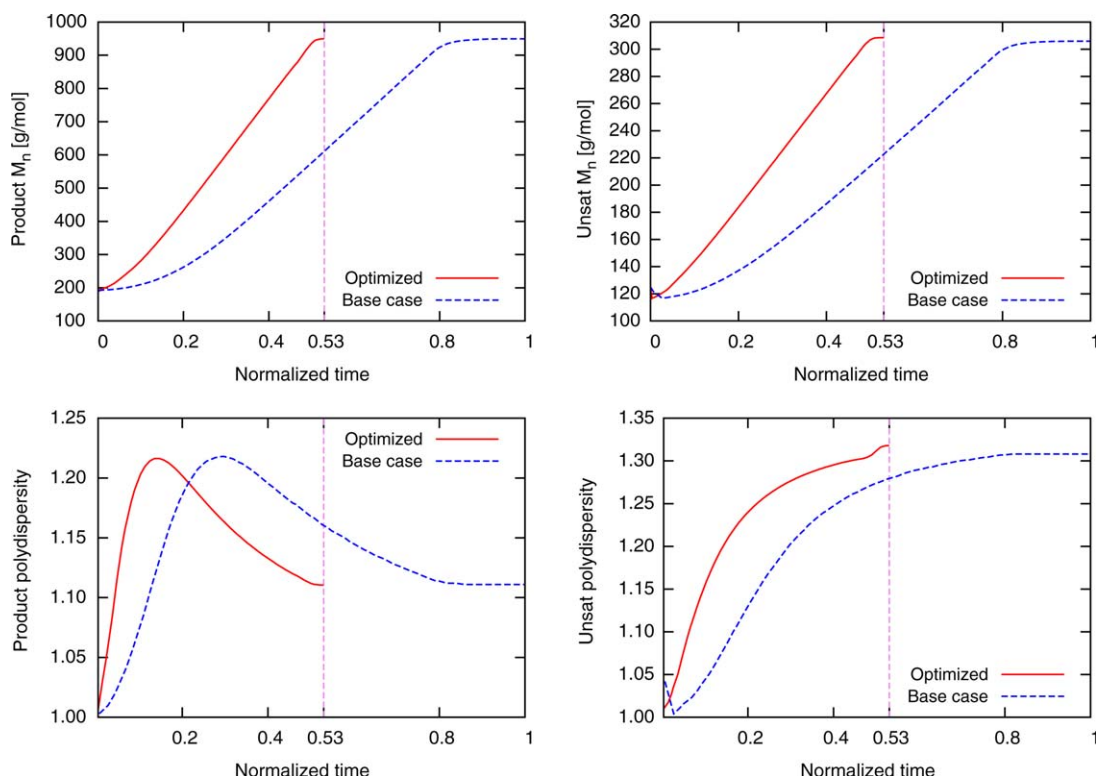 1000
900
800
700
600
500
400
300
200
100
Product Mn [g/mol]
Optimized
Base case
0 0.2 0.4 0.53 0.8 1
Normalized time
320
300
280
260
240
220
200
180
160
140
120
100
Unsat Mn [g/mol]
Optimized
Base case
0 0.2 0.4 0.53 0.8 1
Normalized time
1.25
1.20
1.15
1.10
1.05
1.00
Product polydispersity
Optimized
Base case
0.2 0.4 0.53 0.8 1
Normalized time
1.35
1.30
1.25
1.20
1.15
1.10
1.05
1.00
Unsat polydispersity
Optimized
Base case
0.2 0.4 0.53 0.8 1
Normalized time